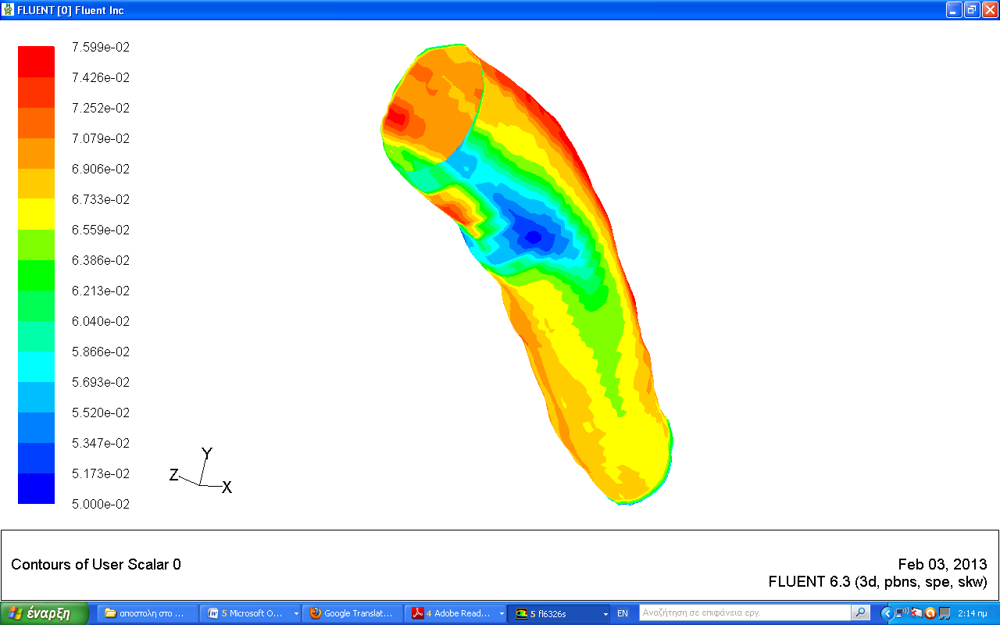 FLUENT [0] Fluent Inc
7.599e-02
7.426e-02
7.252e-02
7.079e-02
6.906e-02
6.733e-02
6.559e-02
6.386e-02
6.213e-02
6.040e-02
5.866e-02
5.693e-02
5.520e-02
5.347e-02
5.173e-02
5.000e-02
Y
Z
X
Contours of User Scalar 0
Feb 03, 2013
FLUENT 6.3 (3d, pbns, spe, skw)
έναρξη
αποστολη στο ...
5 Microsoft O...
Google Translat...
4 Adobe Read...
5 fl6326s
EN
Αναζήτηση σε επιφάνεια εργ.
2:14 πμ